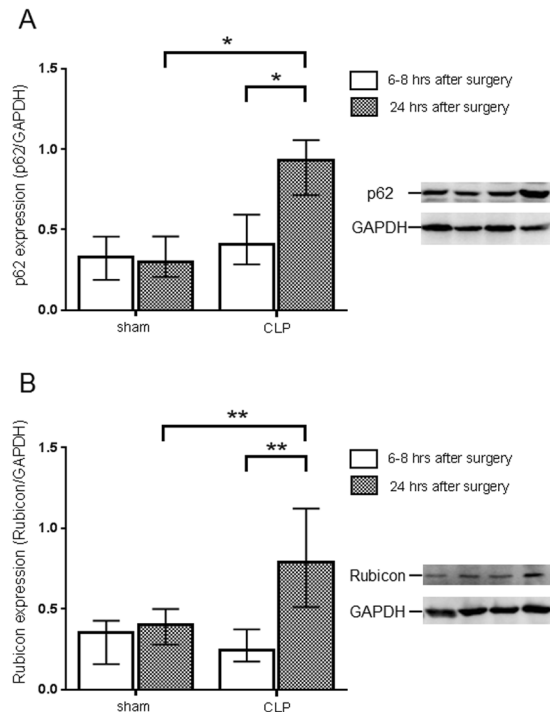 A
*
*
1.5
1.0
0.5
0.0
p62 expression (p62/GAPDH)
sham
CLP
6-8 hrs after surgery
24 hrs after surgery
p62
GAPDH
B
**
**
1.5
1.0
0.5
0.0
Rubicon expression (Rubicon/GAPDH)
sham
CLP
6-8 hrs after surgery
24 hrs after surgery
Rubicon
GAPDH